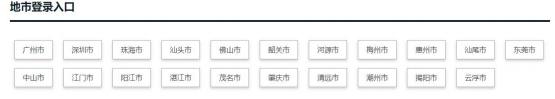 地市登录入口
广州市 深圳市 珠海市 汕头市 佛山市 韶关市 河源市 梅州市 惠州市 汕尾市 东莞市
中山市 江门市 阳江市 湛江市 茂名市 肇庆市 清远市 潮州市 揭阳市 云浮市